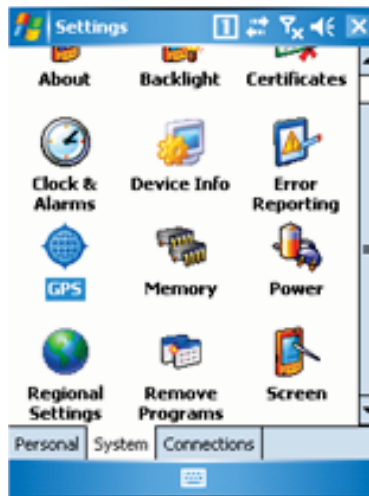 Settings
1
About Backlight Certificates
Clock & Device Info Error
Alarms Reporting
GPS Memory Power
Regional Remove Screen
Settings Programs
Personal System Connections